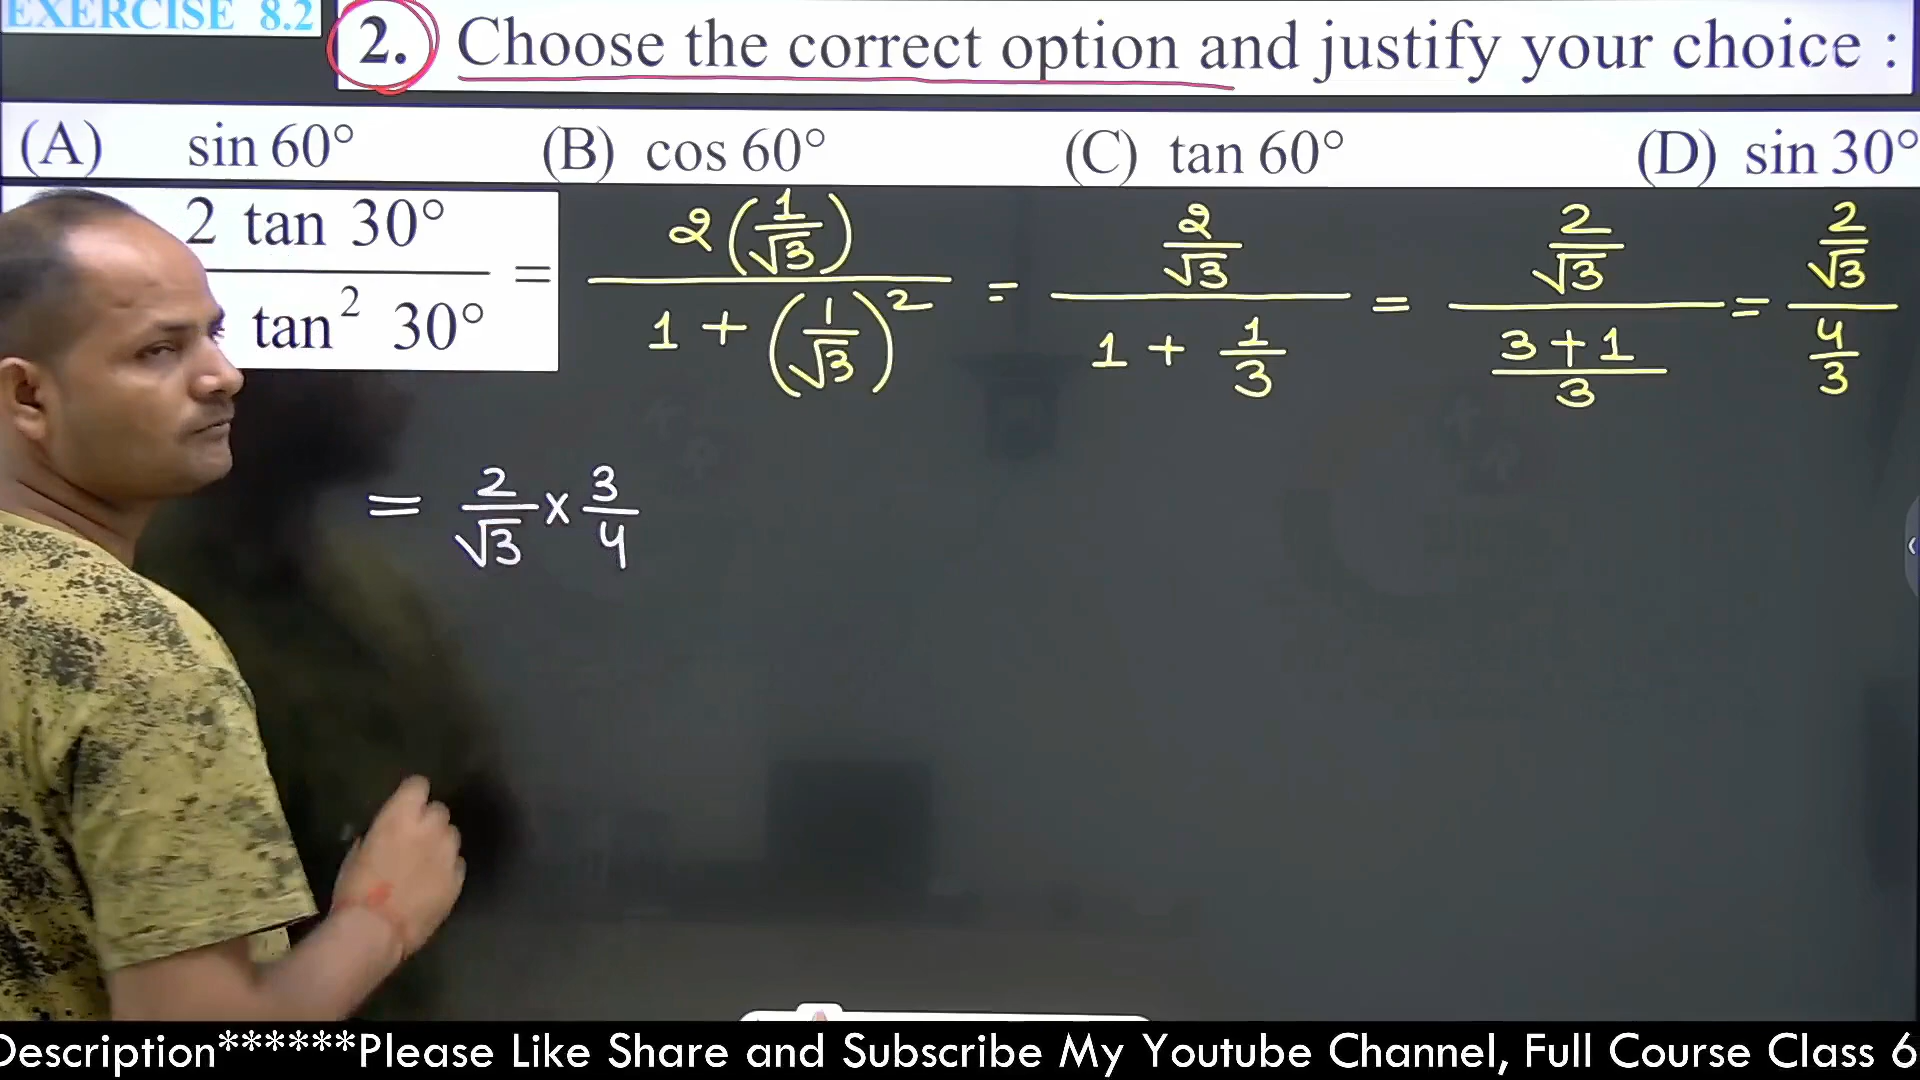 EXERCISE 8.2
2. Choose the correct option and justify your choice :
(A) sin 60° (B) cos 60° (C) tan 60° (D) sin 30°
2 tan 30° / tan² 30° = 2(1/√3) / 1 + (1/√3)² = 2/√3 / 1 + 1/3 = 2/√3 / 3+1/3 = 2/√3 / 4/3
= 2/√3 × 3/4
Description******Please Like Share and Subscribe My Youtube Channel, Full Course Class 6